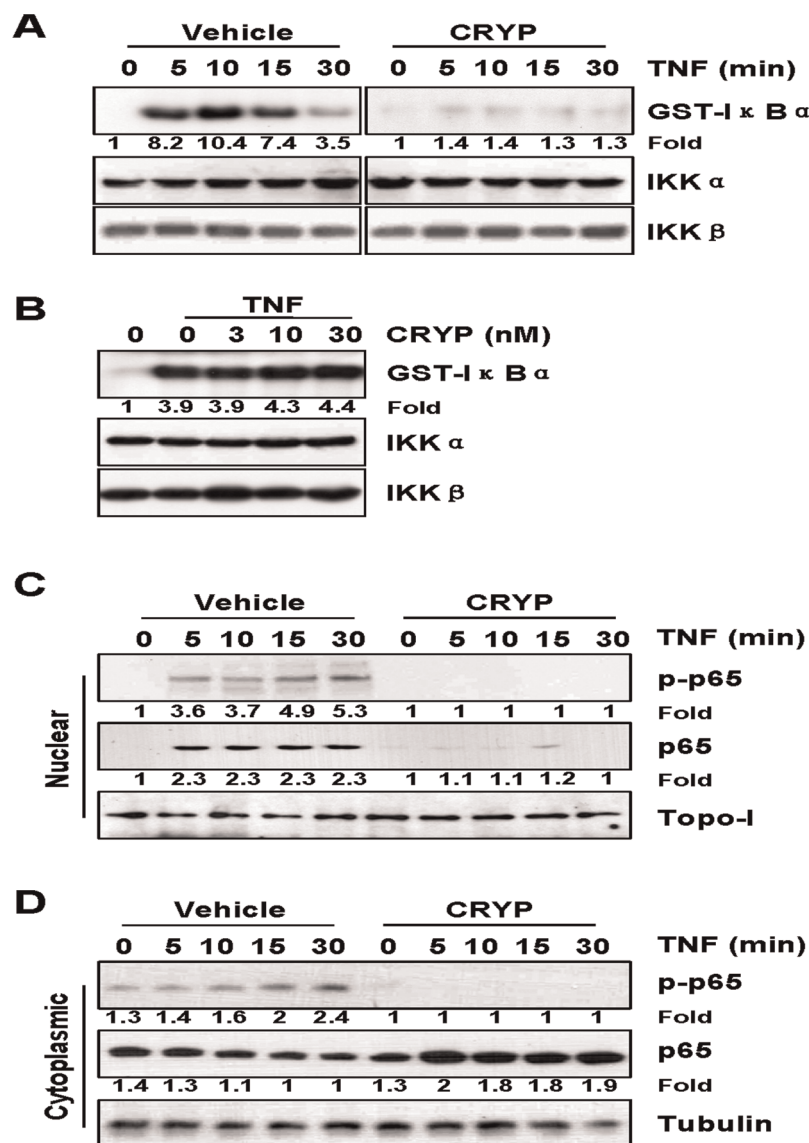 A
Vehicle CRYP
0 5 10 15 30 0 5 10 15 30 TNF (min)
GST-I κ B α
1 8.2 10.4 7.4 3.5 1 1.4 1.4 1.3 1.3 Fold
IKK α
IKK β
B
TNF
0 0 3 10 30 CRYP (nM)
GST-I κ B α
1 3.9 3.9 4.3 4.4 Fold
IKK α
IKK β
C
Vehicle CRYP
0 5 10 15 30 0 5 10 15 30 TNF (min)
Nuclear
p-p65
1 3.6 3.7 4.9 5.3 1 1 1 1 1 Fold
p65
1 2.3 2.3 2.3 2.3 1 1.1 1.1 1.2 1 Fold
Topo-I
D
Vehicle CRYP
0 5 10 15 30 0 5 10 15 30 TNF (min)
Cytoplasmic
p-p65
1.3 1.4 1.6 2 2.4 1 1 1 1 1 Fold
p65
1.4 1.3 1.1 1 1 1.3 2 1.8 1.8 1.9 Fold
Tubulin